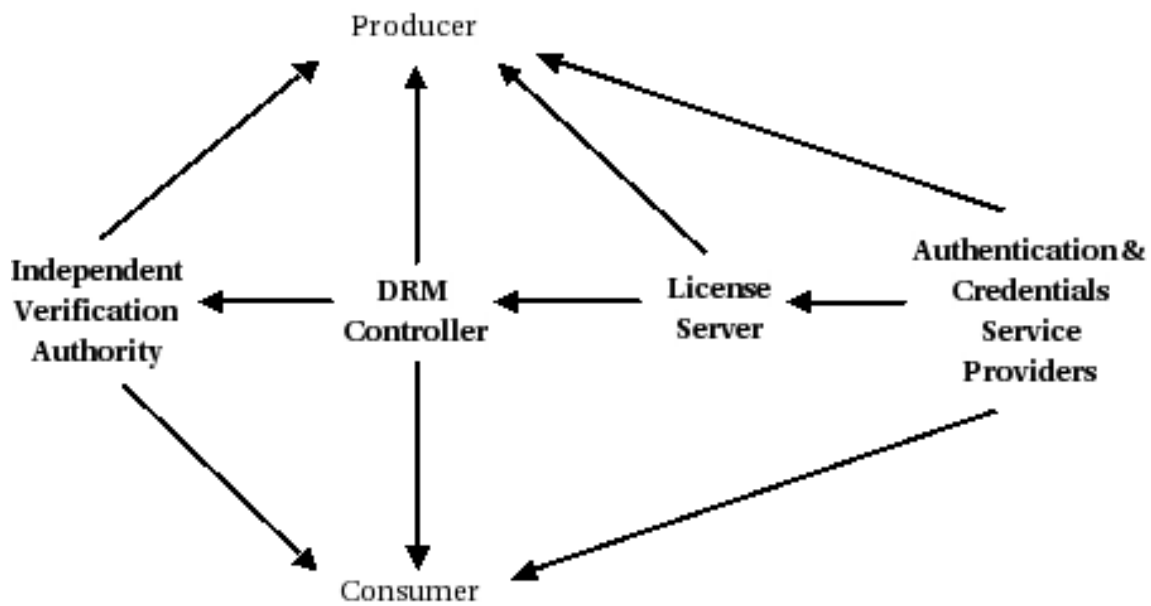 Producer
Independent
Verification
Authority
DRM
Controller
License
Server
Authentication &
Credentials
Service
Providers
Consumer